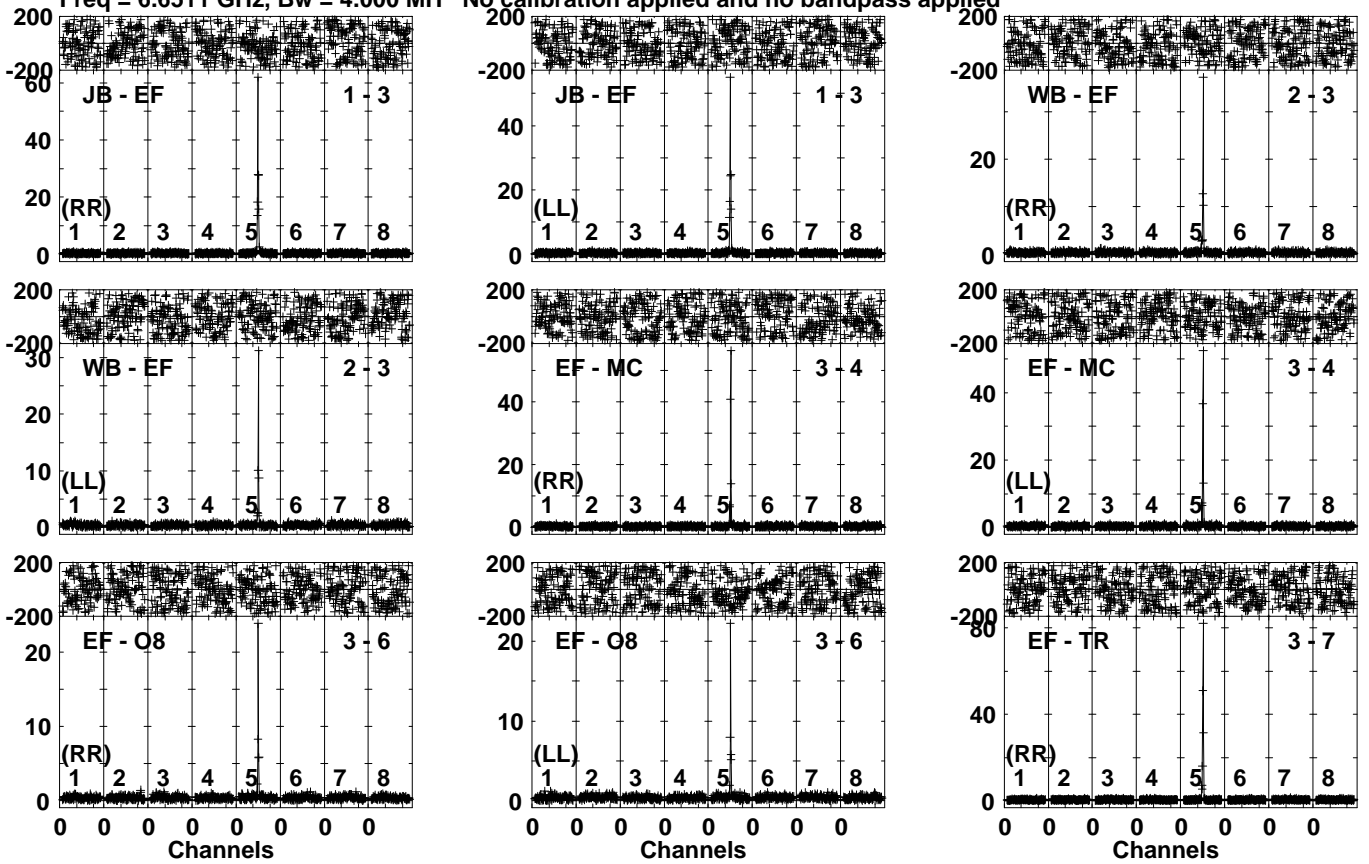 Freq = 6.6511 GHz, Bw = 4.000 MH No calibration applied and no bandpass applied
200 200 200
-200 -200 -200
60
JB - EF 1 - 3 JB - EF 1 - 3 WB - EF 2 - 3
40 40
20 20 20
(RR) (LL) (RR)
1 2 3 4 5 6 7 8 1 2 3 4 5 6 7 8 1 2 3 4 5 6 7 8
0 0 0
200 200 200
-200 -200 -200
30
WB - EF 2 - 3 EF - MC 3 - 4 EF - MC 3 - 4
20 40 40
10 20 20
(LL) (RR) (LL)
1 2 3 4 5 6 7 8 1 2 3 4 5 6 7 8 1 2 3 4 5 6 7 8
0 0 0
200 200 200
-200 -200 -200
80
EF - O8 3 - 6 EF - O8 3 - 6 EF - TR 3 - 7
20 20
10 10 40
(RR) (LL) (RR)
1 2 3 4 5 6 7 8 1 2 3 4 5 6 7 8 1 2 3 4 5 6 7 8
0 0 0
0 0 0 0 0 0 0 0 0 0 0 0 0 0 0 0 0 0 0 0 0 0 0 0
Channels Channels Channels